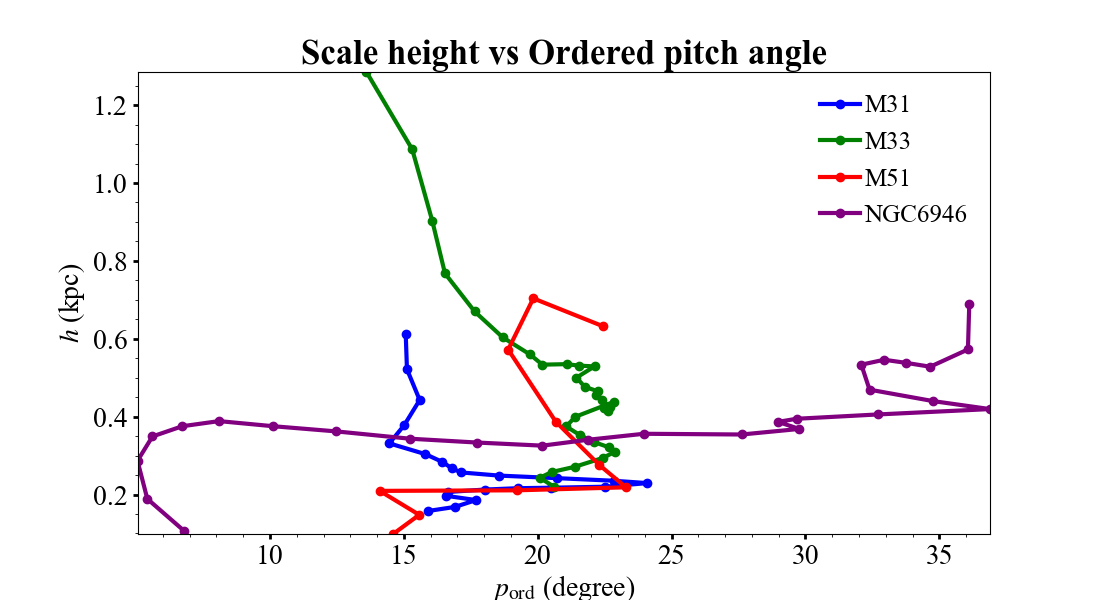 Scale height vs Ordered pitch angle
M31
M33
M51
NGC6946
1.2
1.0
0.8
0.6
0.4
0.2
h (kpc)
10 15 20 25 30 35
p_ord (degree)